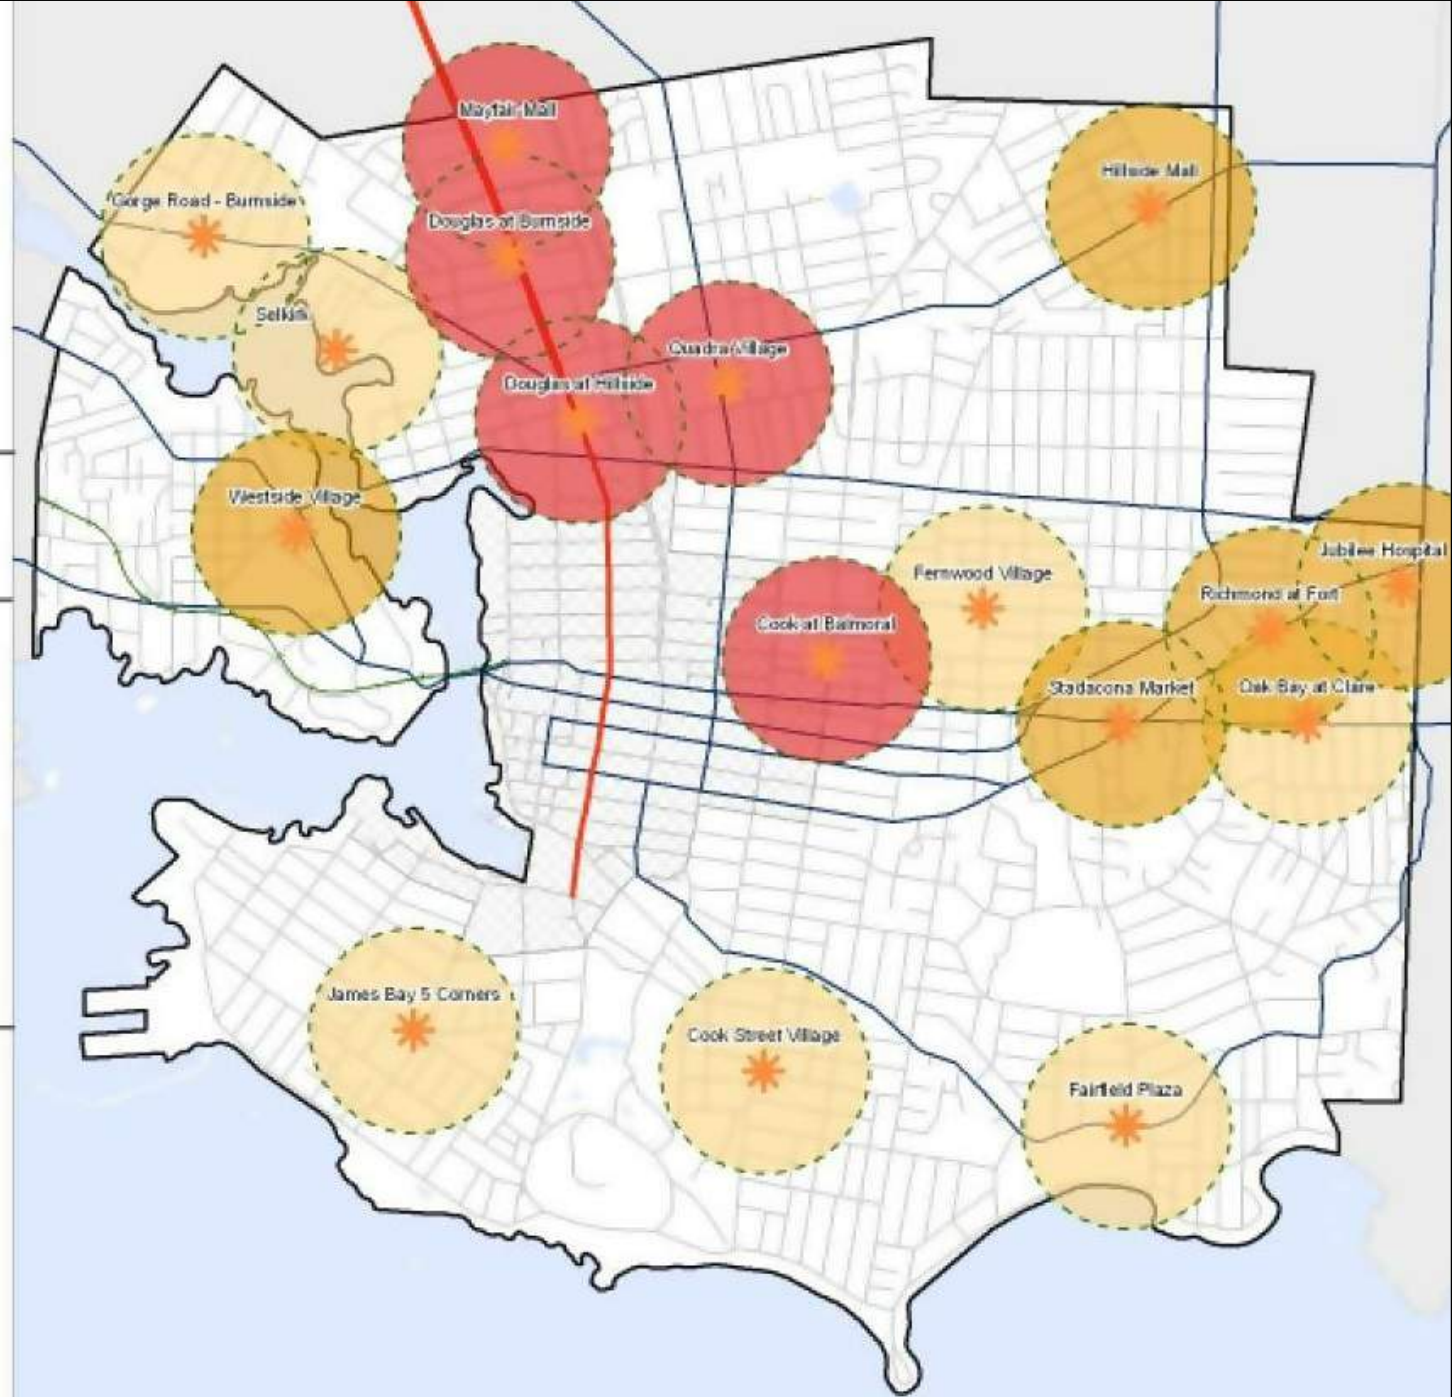 Mayfair Mall
Hillside Mall
Gorge Road - Burnside
Douglas at Burnside
Selkirk
Quadra Village
Douglas at Hillside
Westside Village
Jubilee Hospital
Fernwood Village
Richmond at Fort
Cook at Balmoral
Stadacona Market
Oak Bay at Clare
James Bay 5 Corners
Cook Street Village
Fairfield Plaza